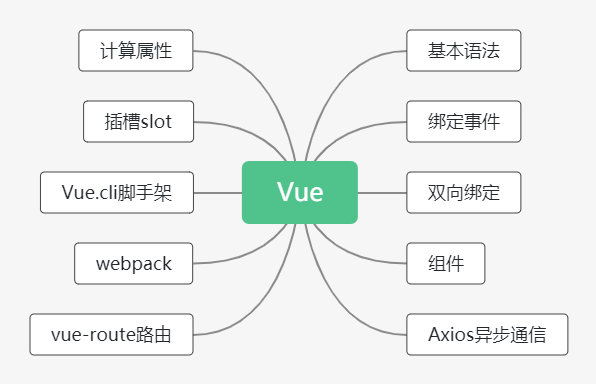 计算属性
基本语法
插槽slot
绑定事件
Vue
Vue.cli脚手架
双向绑定
webpack
组件
vue-route路由
Axios异步通信